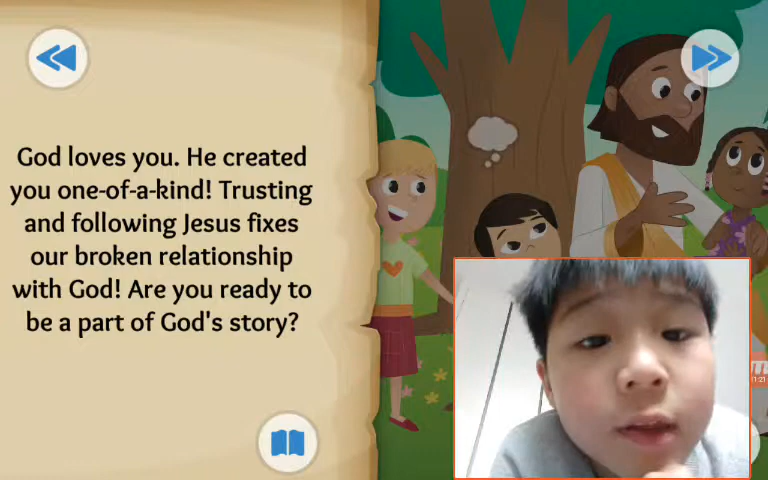 God loves you. He created
you one-of-a-kind! Trusting
and following Jesus fixes
our broken relationship
with God! Are you ready to
be a part of God's story?